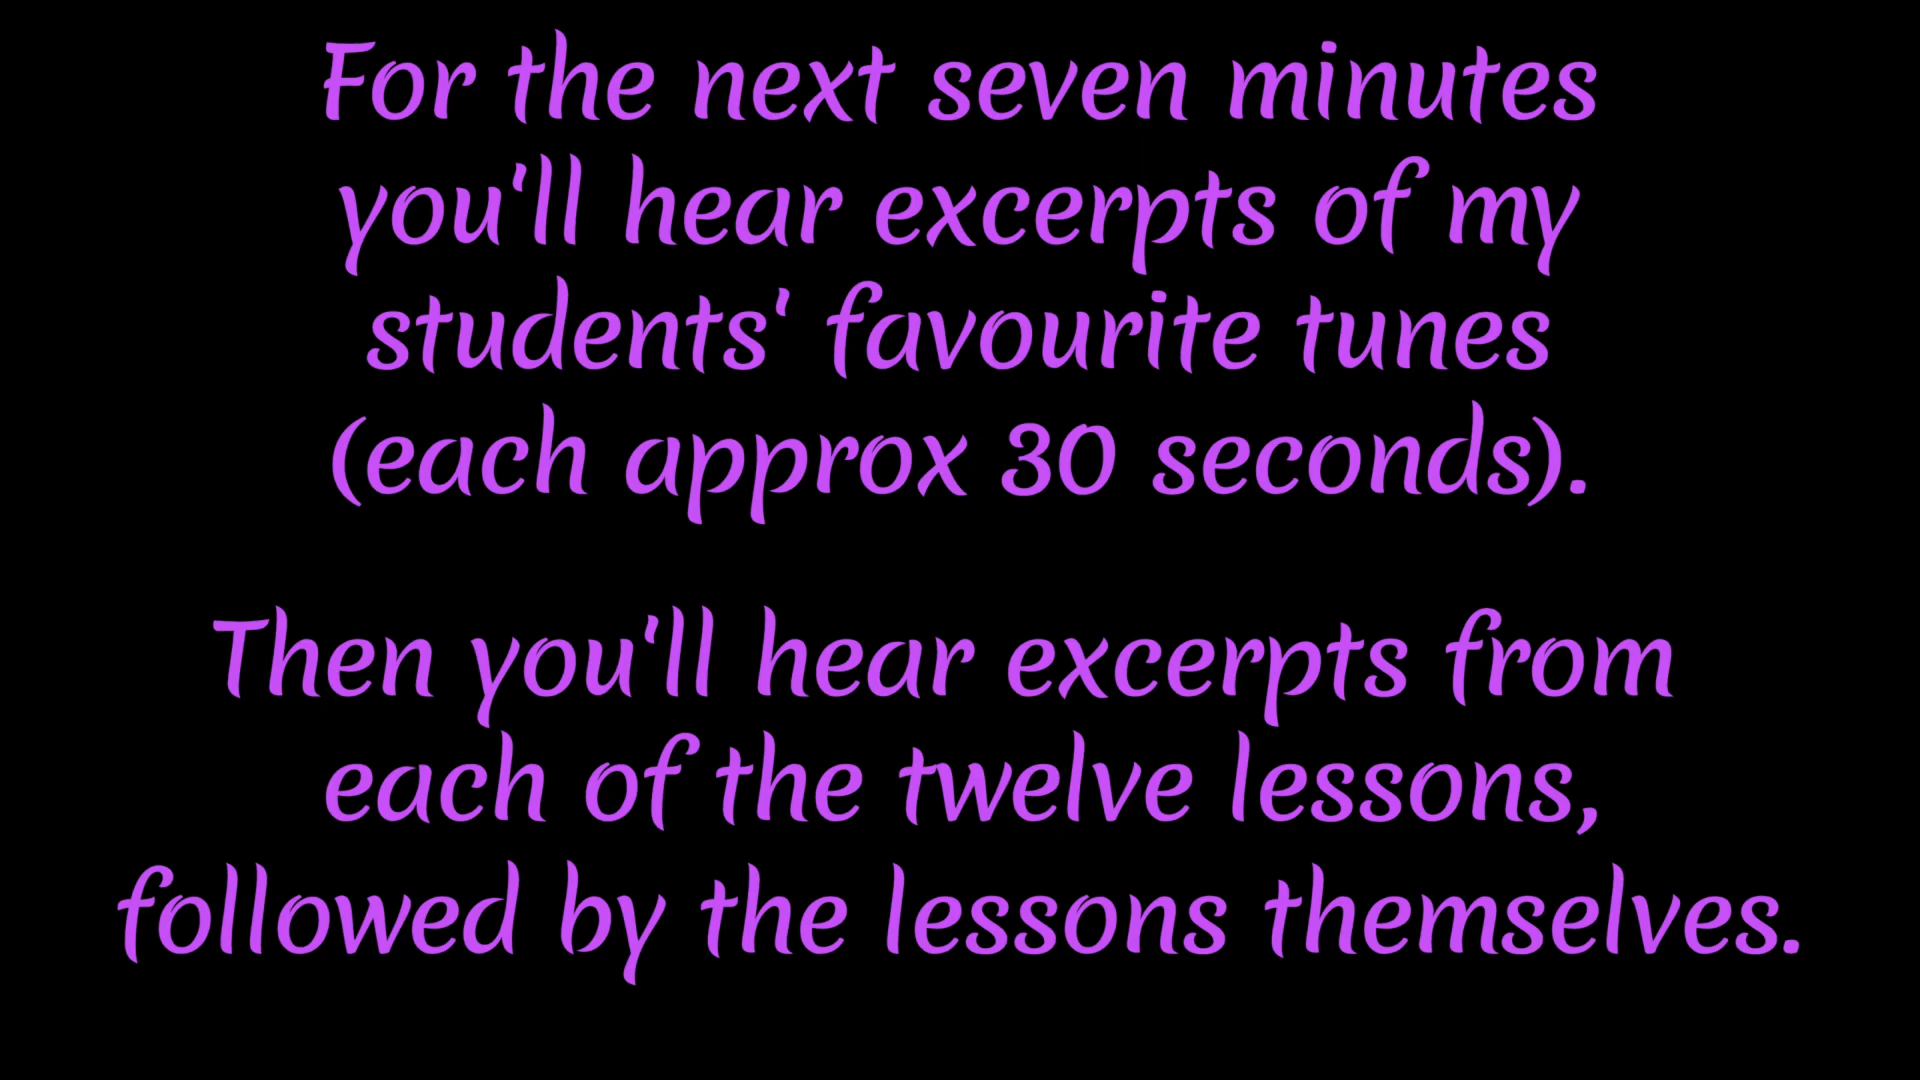 For the next seven minutes
you'll hear excerpts of my
students' favourite tunes
(each approx 30 seconds).
Then you'll hear excerpts from
each of the twelve lessons,
followed by the lessons themselves.